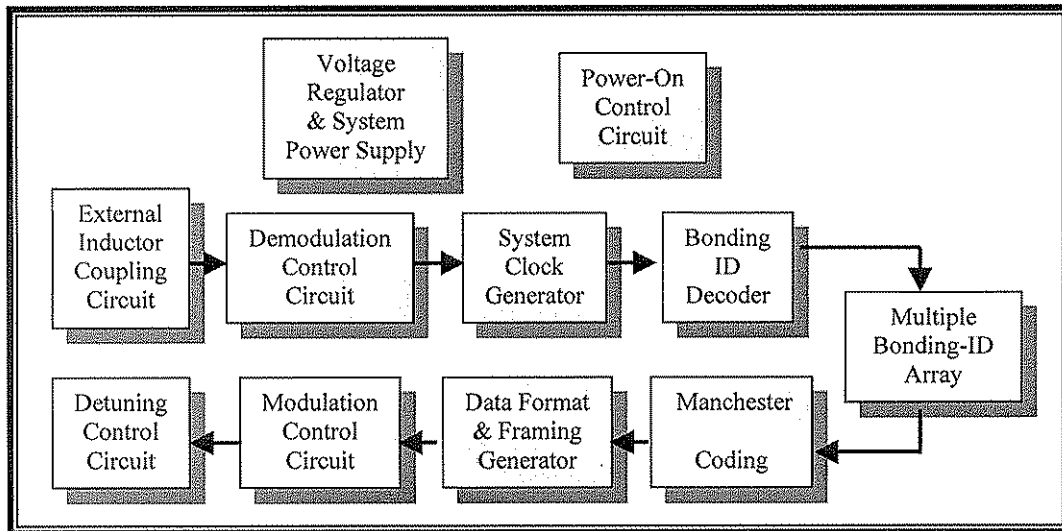 Voltage
Regulator
& System
Power Supply
Power-On
Control
Circuit
External
Inductor
Coupling
Circuit
Demodulation
Control
Circuit
System
Clock
Generator
Bonding
ID
Decoder
Multiple
Bonding-ID
Array
Detuning
Control
Circuit
Modulation
Control
Circuit
Data Format
& Framing
Generator
Manchester
Coding